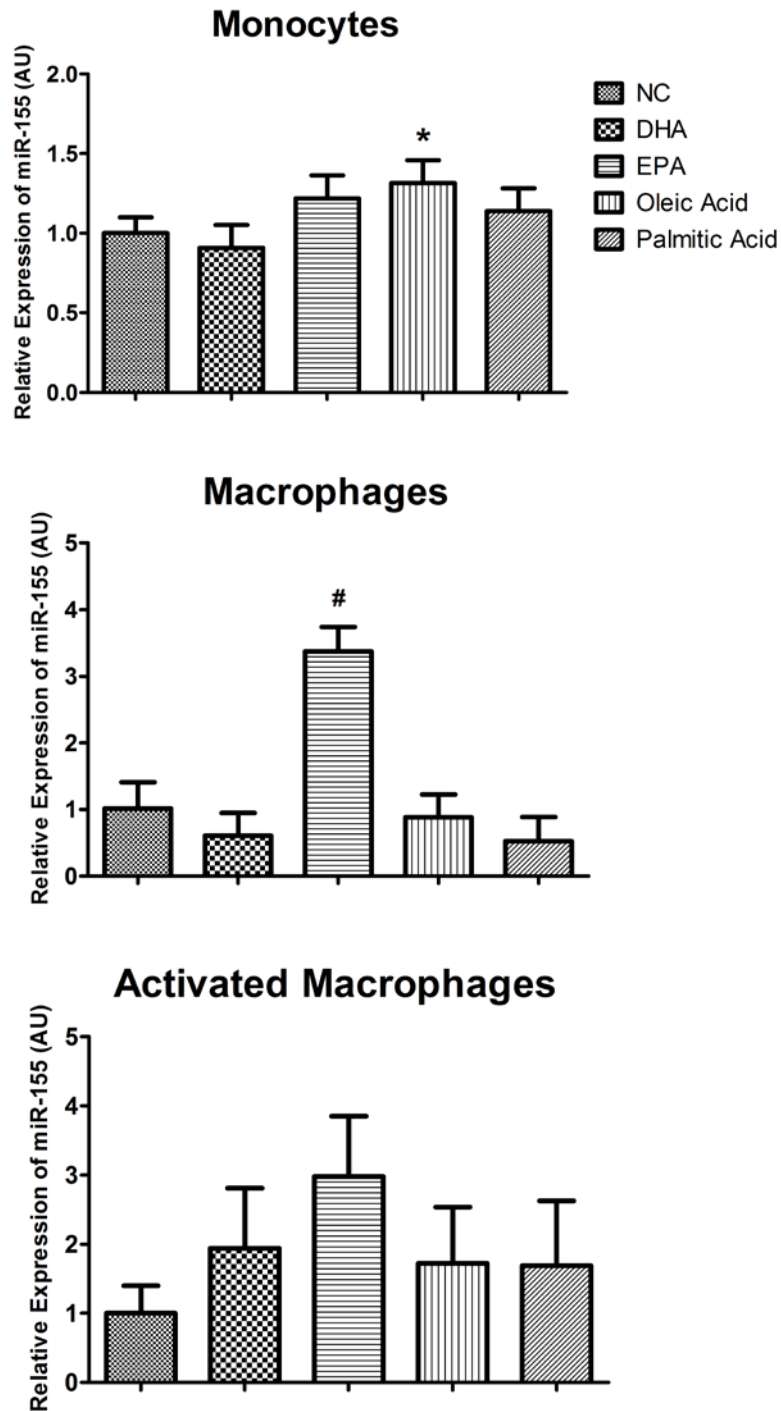 Monocytes
Relative Expression of miR-155 (AU)
2.0
1.5
1.0
0.5
0.0
*
NC
DHA
EPA
Oleic Acid
Palmitic Acid
Macrophages
Relative Expression of miR-155 (AU)
5
4
3
2
1
0
#
Activated Macrophages
Relative Expression of miR-155 (AU)
5
4
3
2
1
0